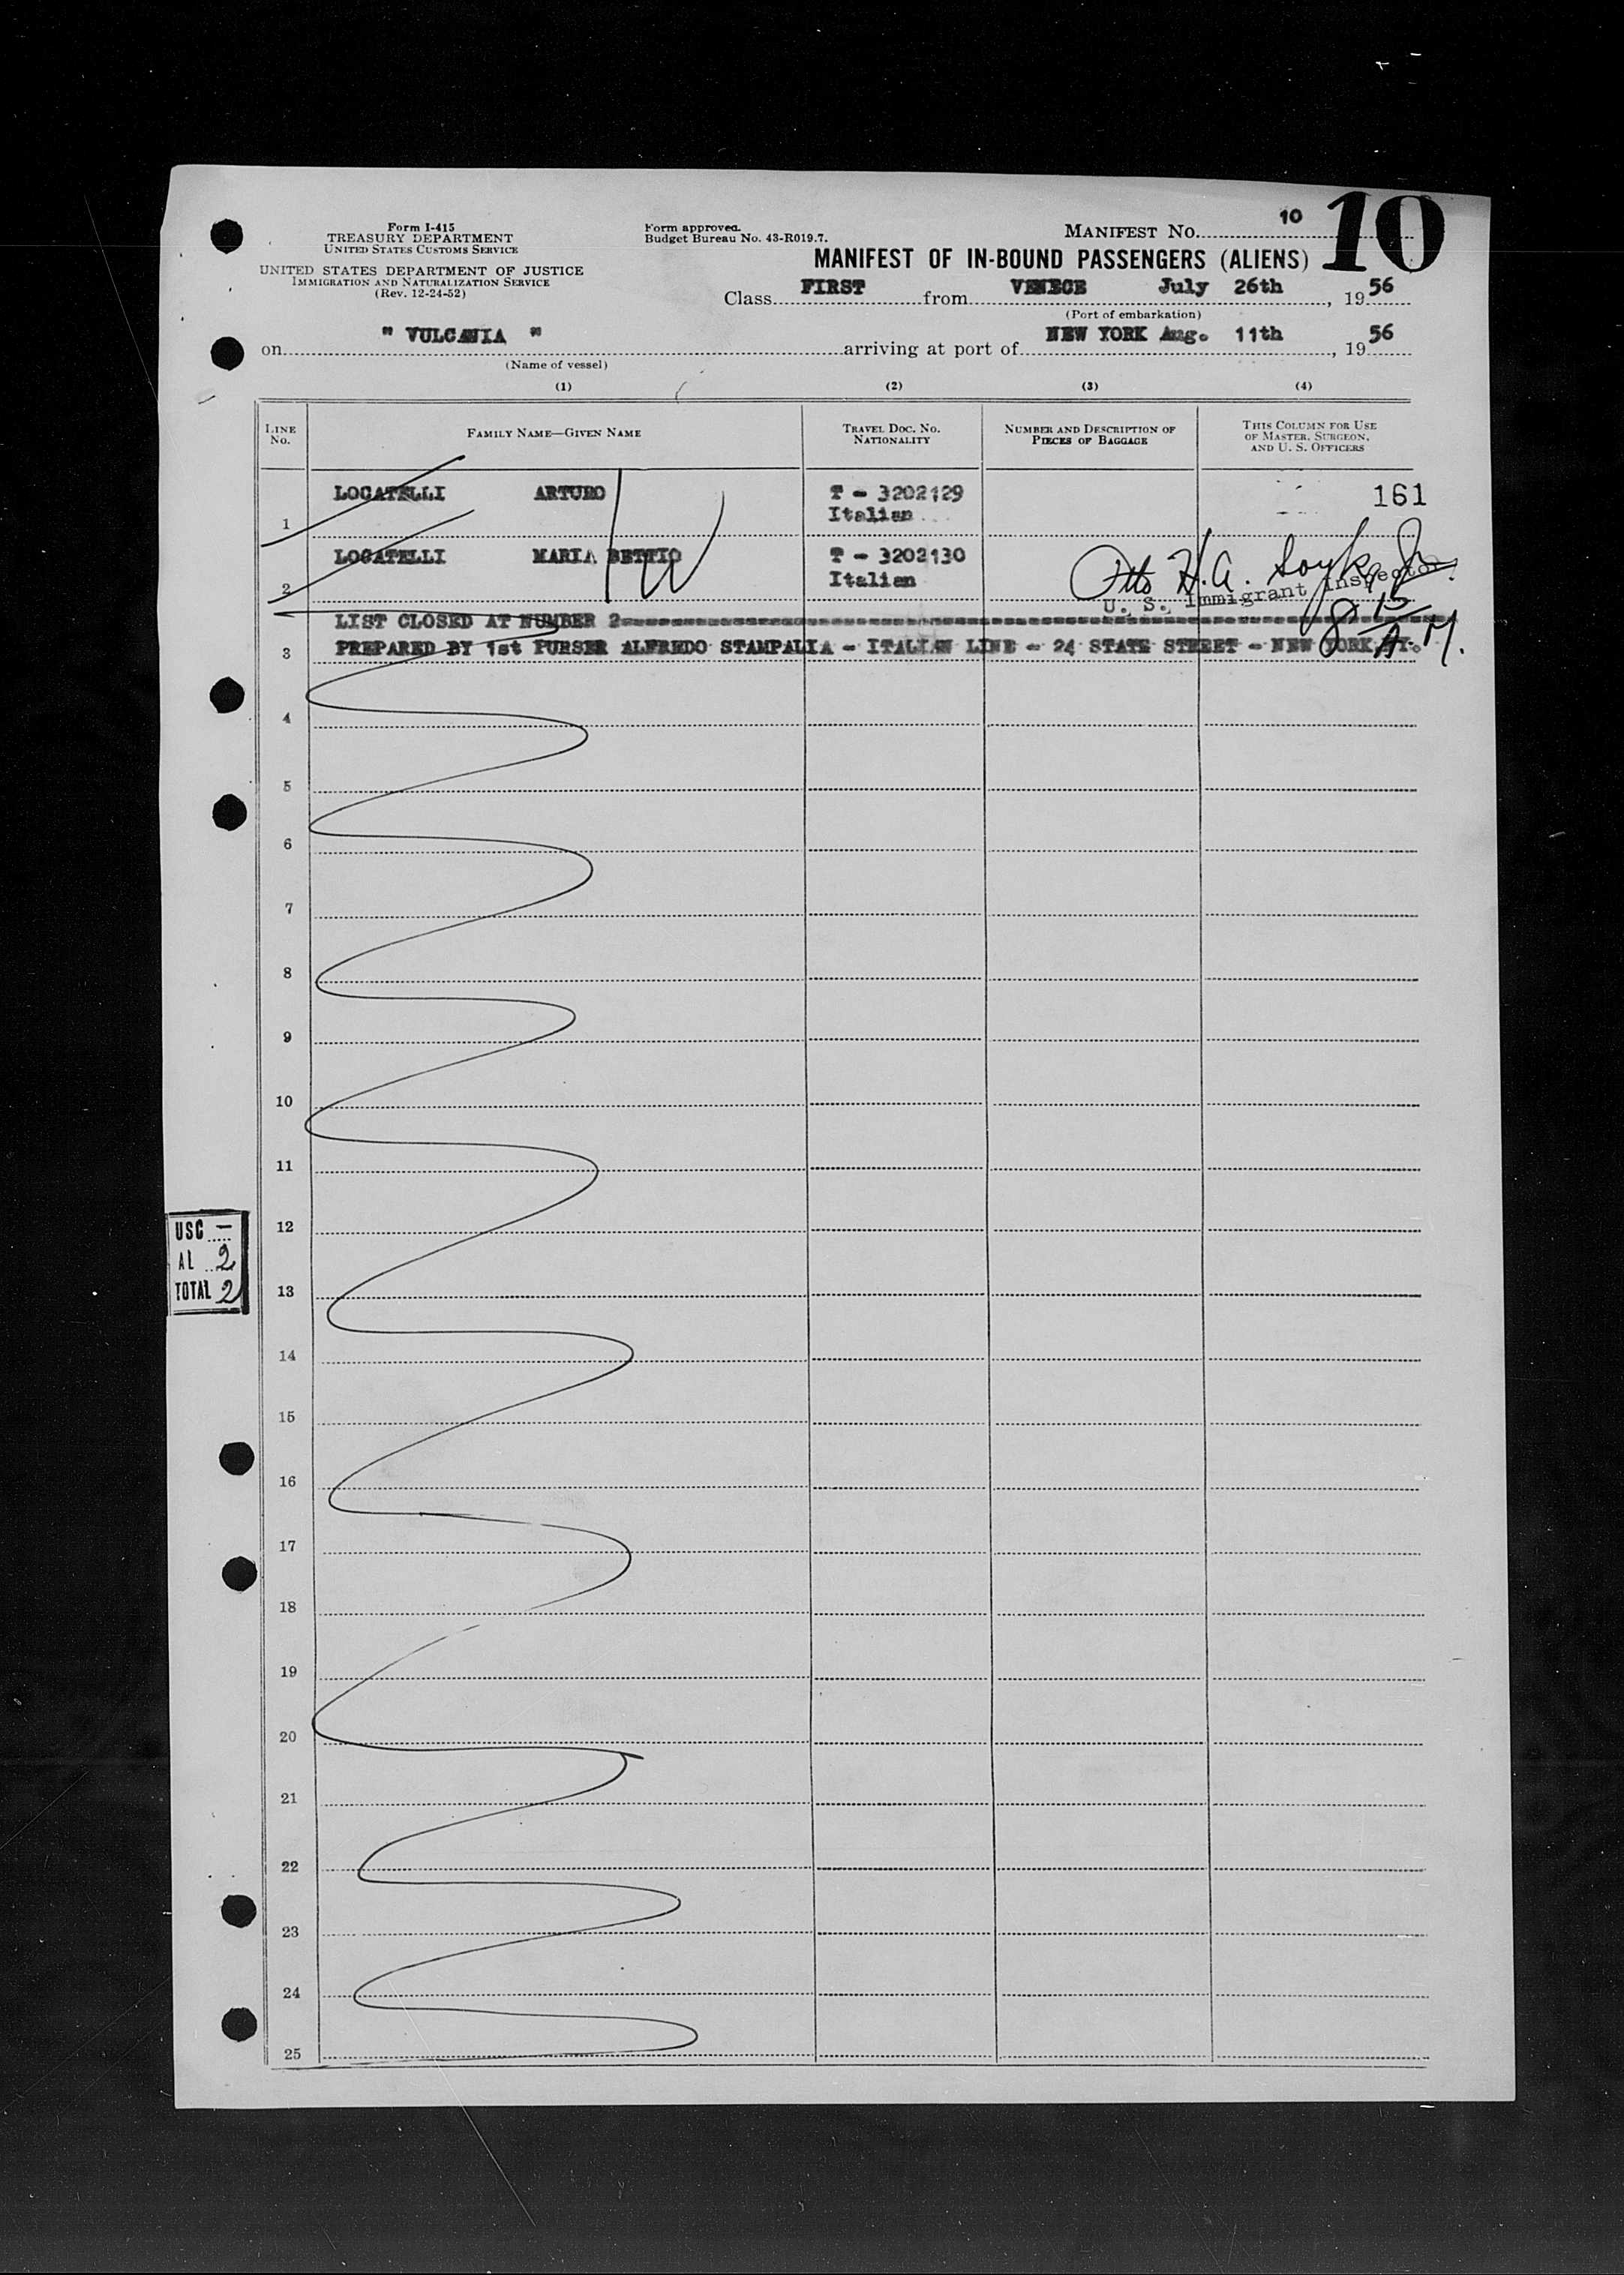 Form I-415
TREASURY DEPARTMENT
UNITED STATES CUSTOMS SERVICE
UNITED STATES DEPARTMENT OF JUSTICE
IMMIGRATION AND NATURALIZATION SERVICE
(Rev. 12-24-52)
Form approved.
Budget Bureau No. 43-R019.7.
MANIFEST NO. 10
10
MANIFEST OF IN-BOUND PASSENGERS (ALIENS)
Class FIRST from VENECE July 26th, 1956
(Port of embarkation)
on " VULCANIA " arriving at port of NEW YORK Aug. 11th, 1956
(Name of vessel)
(1) (2) (3) (4)
LINE NO.
FAMILY NAME—GIVEN NAME
TRAVEL DOC. NO. NATIONALITY
NUMBER AND DESCRIPTION OF PIECES OF BAGGAGE
THIS COLUMN FOR USE OF MASTER, SURGEON, AND U. S. OFFICERS
1 LOCATELLI ARTURO T - 3202129 161
Italian
2 LOCATELLI MARIA BETTIO T - 3202130
Italian
Otto H.A. Soyka Jr.
U. S. Immigrant Inspector
LIST CLOSED AT NUMBER 2
8 15 A M.
3 PREPARED BY 1st PURSER ALFREDO STAMPALIA - ITALIAN LINE - 24 STATE STREET - NEW YORK.NY.
4
5
6
7
8
9
10
11
12
13
14
15
16
17
18
19
20
21
22
23
24
25
USC —
AL 2
TOTAL 2